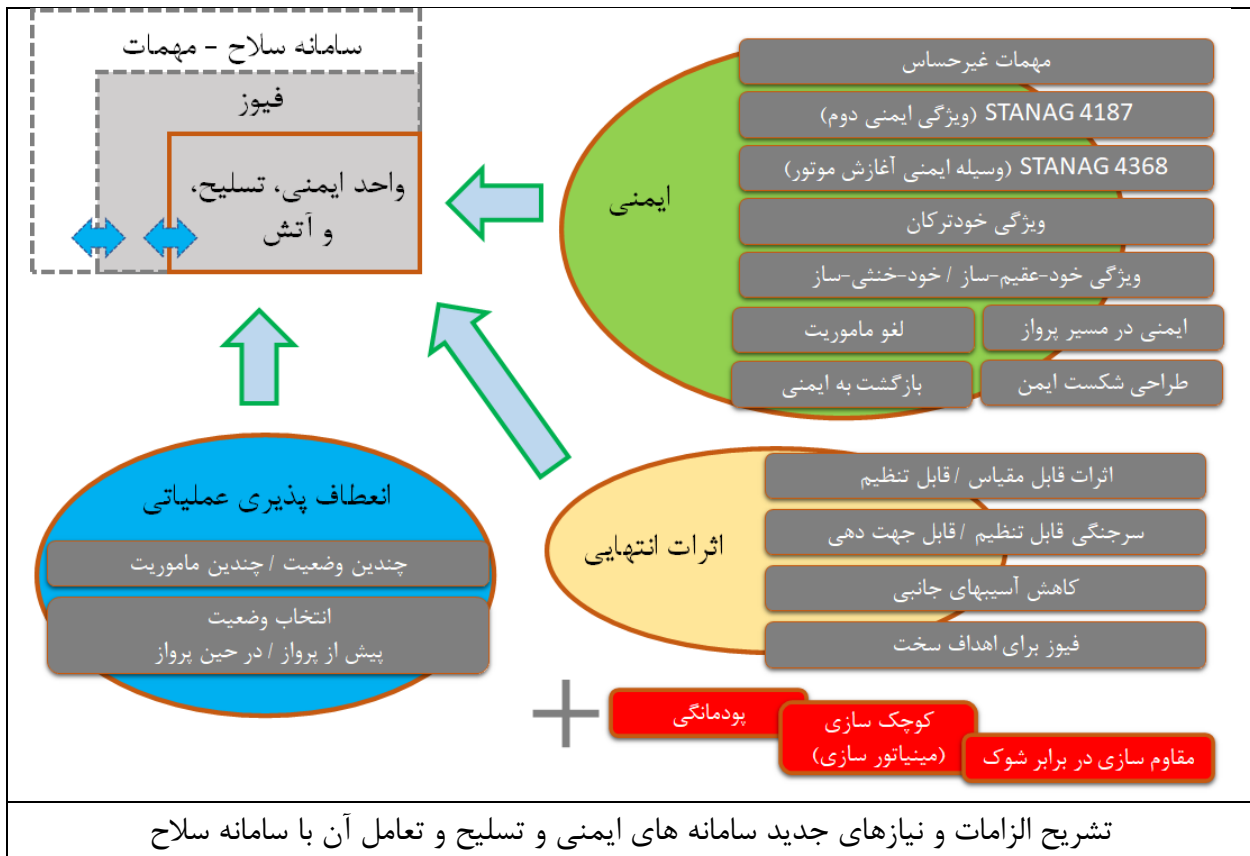 سامانه سلاح - مهمات
فیوز
واحد ایمنی، تسلیح،
و آتش
ایمنی
مهمات غیرحساس
STANAG 4187 (ویژگی ایمنی دوم)
STANAG 4368 (وسیله ایمنی آغازش موتور)
ویژگی خودترکان
ویژگی خود-عقیم-ساز / خود-خنثی-ساز
ایمنی در مسیر پرواز
لغو ماموریت
طراحی شکست ایمن
بازگشت به ایمنی
اثرات انتهایی
اثرات قابل مقیاس / قابل تنظیم
سرجنگی قابل تنظیم / قابل جهت دهی
کاهش آسیبهای جانبی
فیوز برای اهداف سخت
انعطاف پذیری عملیاتی
چندین وضعیت / چندین ماموریت
انتخاب وضعیت
پیش از پرواز / در حین پرواز
+
پودمانگی
کوچک سازی
(مینیاتور سازی)
مقاوم سازی در برابر شوک
تشریح الزامات و نیازهای جدید سامانه های ایمنی و تسلیح و تعامل آن با سامانه سلاح